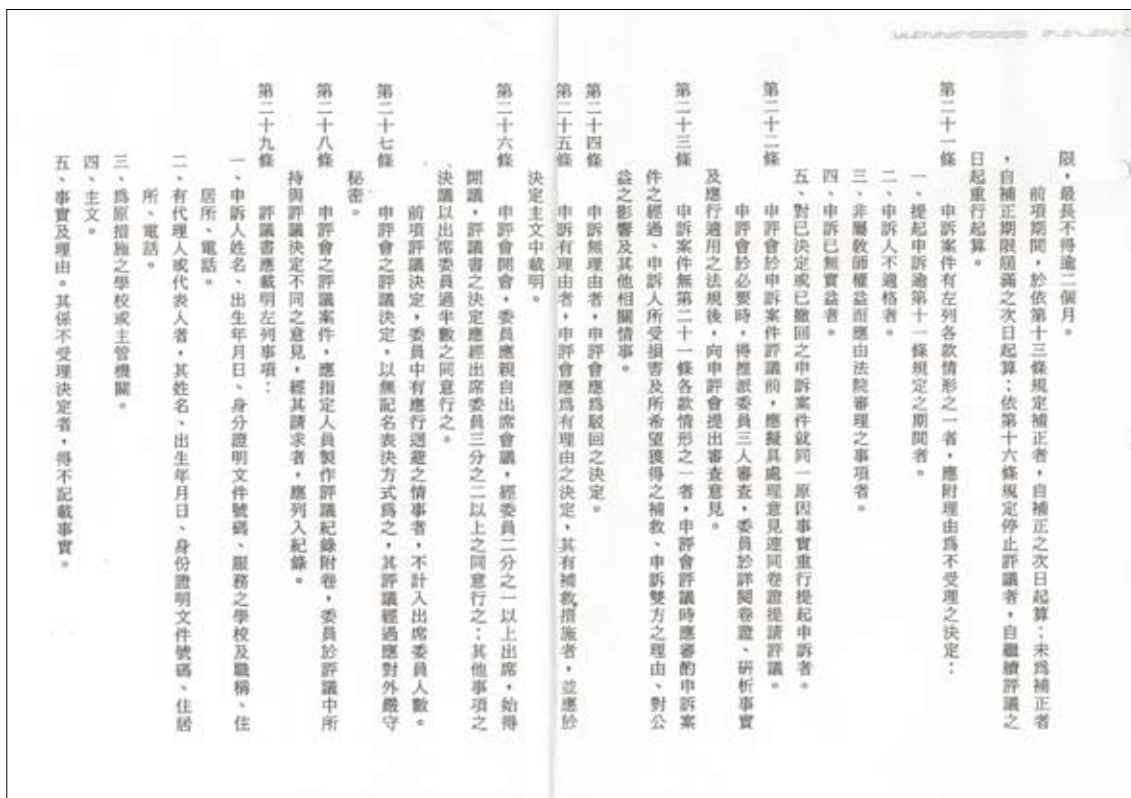 限，最長不得逾二個月。
前項期間，於依第十三條規定補正者，自補正之次日起算；未為補正者
，自補正期限屆滿之次日起算；依第十六條規定停止評議者，自繼續評議之
日起重行起算。
第二十一條　申訴案件有左列各款情形之一者，應附理由為不受理之決定：
一、提起申訴逾第十一條規定之期間者。
二、申訴人不適格者。
三、非屬教師權益而應由法院審理之事項者。
四、申訴已無實益者。
五、對已決定或已撤回之申訴案件就同一原因事實重行提起申訴者。
第二十二條　申評會於申訴案件評議前，應擬具處理意見連同卷證提請評議。
申評會於必要時，得推派委員三人審查，委員於詳閱卷證、研析事實
及應行適用之法規後，向申評會提出審查意見。
第二十三條　申訴案件無第二十一條各款情形之一者，申評會評議時應審酌申訴案
件之經過、申訴人所受損害及所希望獲得之補救、申訴雙方之理由、對公
益之影響及其他相關情事。
第二十四條　申訴無理由者，申評會應為駁回之決定。
第二十五條　申訴有理由者，申評會應為有理由之決定，其有補救措施者，並應於
決定主文中載明。
第二十六條　申評會開會，委員應親自出席會議，經委員二分之一以上出席，始得
開議，評議書之決定應經出席委員三分之二以上之同意行之；其他事項之
決議以出席委員過半數之同意行之。
前項評議決定，委員中有應行迴避之情事者，不計入出席委員人數。
第二十七條　申評會之評議決定，以無記名表決方式為之，其評議經過應對外嚴守
秘密。
第二十八條　申評會之評議案件，應指定人員製作評議紀錄附卷，委員於評議中所
持與評議決定不同之意見，經其請求者，應列入紀錄。
第二十九條　評議書應載明左列事項：
一、申訴人姓名、出生年月日、身分證明文件號碼、服務之學校及職稱、住
居所、電話。
二、有代理人或代表人者，其姓名、出生年月日、身份證明文件號碼、住居
所、電話。
三、為原措施之學校或主管機關。
四、主文。
五、事實及理由。其係不受理決定者，得不記載事實。